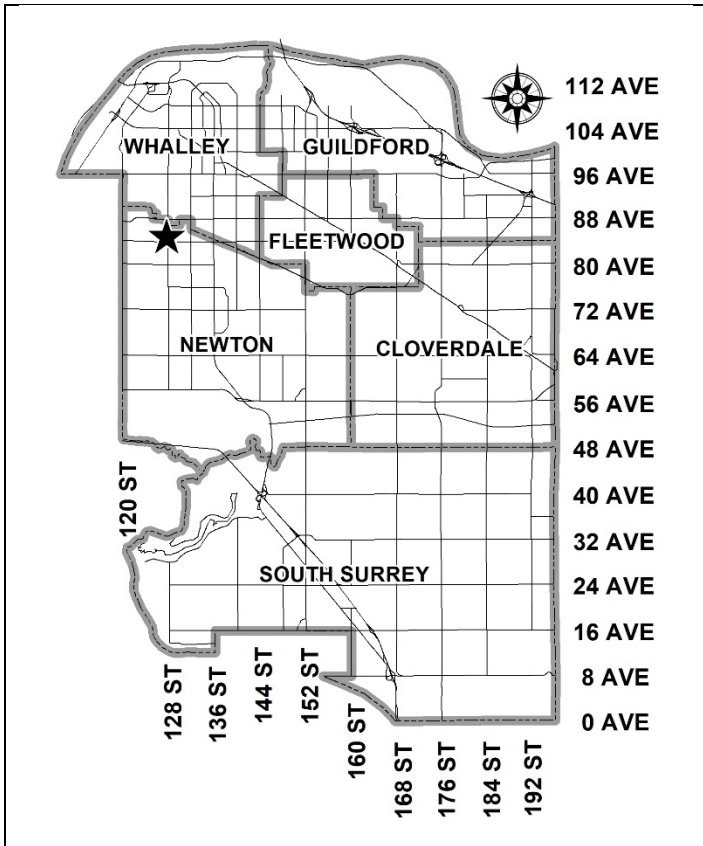 112 AVE
104 AVE
WHALLEY
GUILDFORD
96 AVE
88 AVE
FLEETWOOD
80 AVE
72 AVE
NEWTON
CLOVERDALE
64 AVE
56 AVE
48 AVE
120 ST
40 AVE
32 AVE
SOUTH SURREY
24 AVE
16 AVE
8 AVE
128 ST
136 ST
144 ST
152 ST
160 ST
0 AVE
168 ST
176 ST
184 ST
192 ST